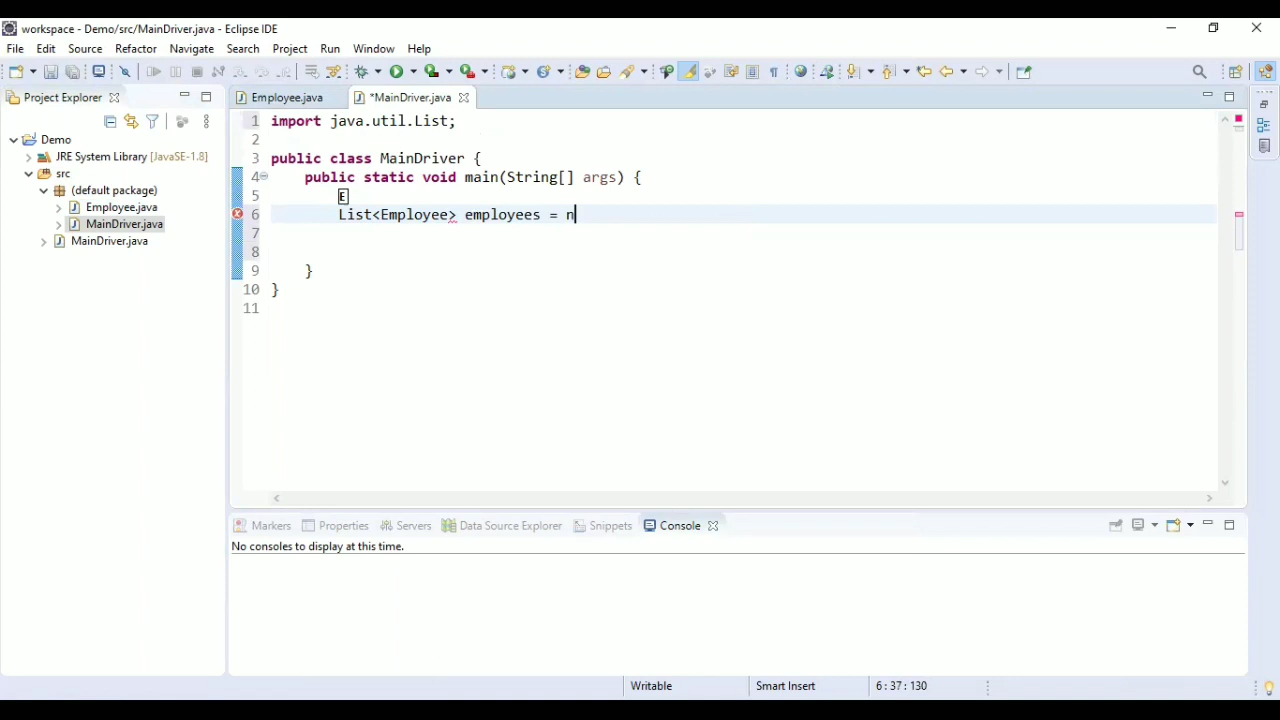 workspace - Demo/src/MainDriver.java - Eclipse IDE
File Edit Source Refactor Navigate Search Project Run Window Help
Project Explorer
Employee.java
*MainDriver.java
Demo
JRE System Library [JavaSE-1.8]
src
(default package)
Employee.java
MainDriver.java
MainDriver.java
1 import java.util.List;
2
3 public class MainDriver {
4 public static void main(String[] args) {
5 E
6 List<Employee> employees = n
7
8
9 }
10 }
11
Markers Properties Servers Data Source Explorer Snippets Console
No consoles to display at this time.
Writable Smart Insert 6 : 37 : 130